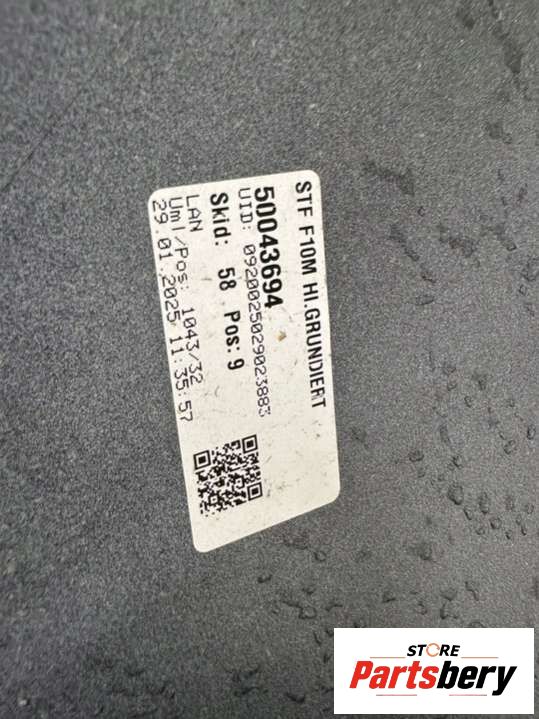 STF F10M HI.GRUNDIERT
50043694
UID: 0920025029023883
Skid: 58 Pos: 9
LAN
Uml/Pos: 1043/32
29.01.2025 11:35:57
STORE
Partsbery